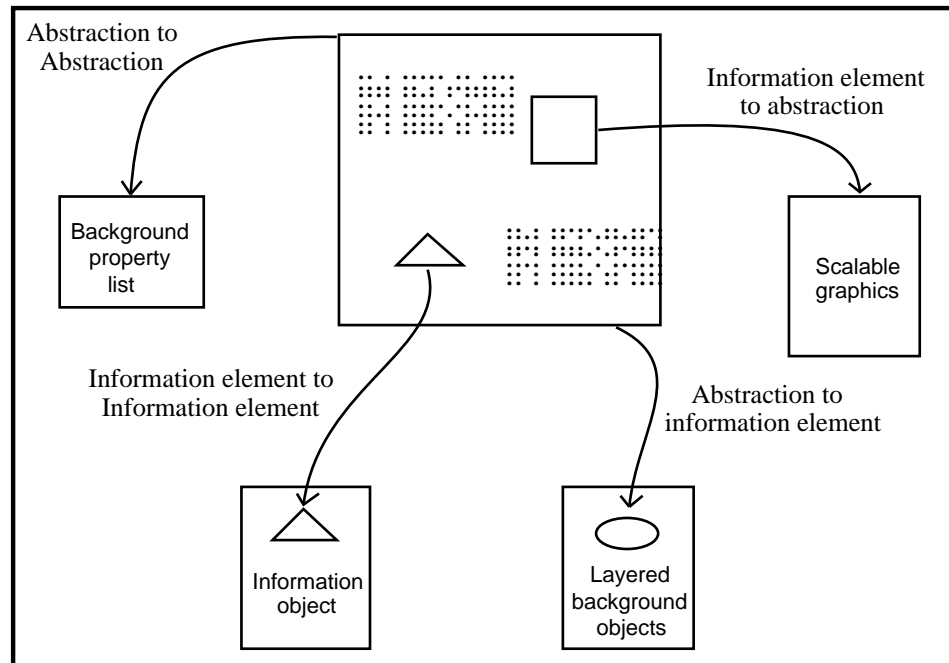 Abstraction to
Abstraction
Information element
to abstraction
Background
property
list
Scalable
graphics
Information element to
Information element
Abstraction to
information element
Information
object
Layered
background
objects